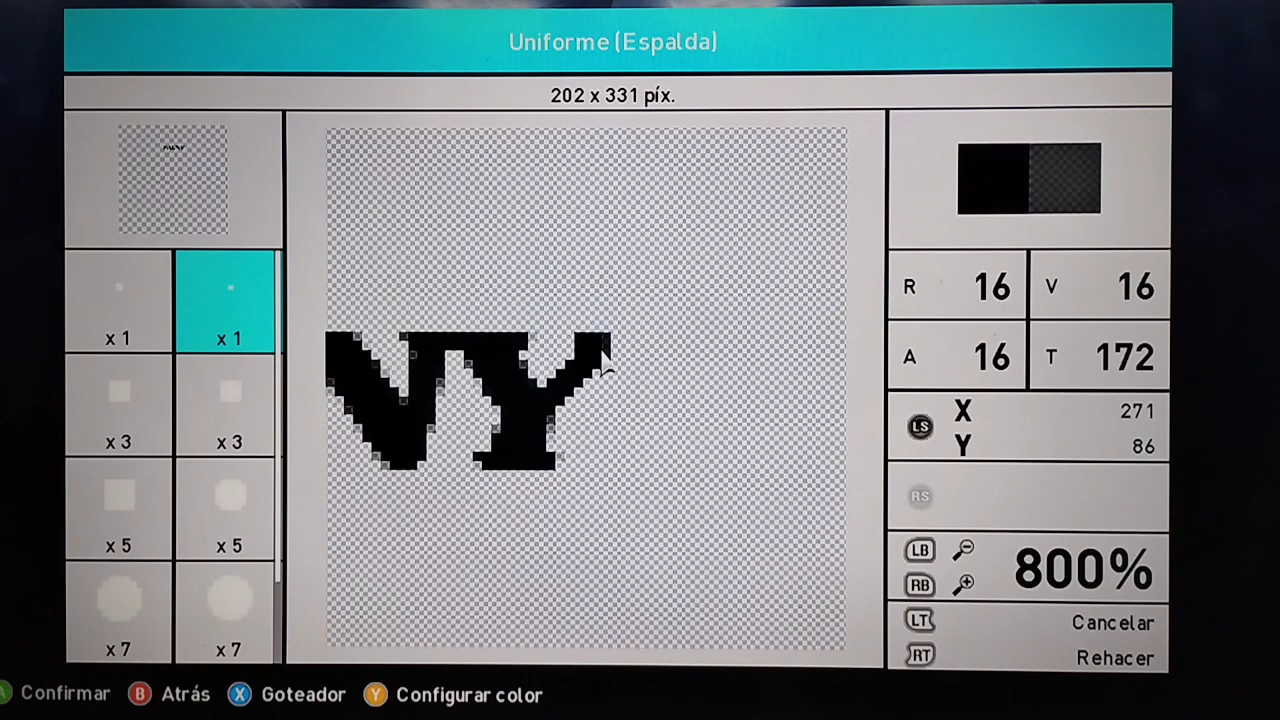 Uniforme (Espalda)
202 x 331 píx.
x 1
x 1
x 3
x 3
x 5
x 5
x 7
x 7
VY
R 16
V 16
A 16
T 172
LS X 271
Y 86
RS
LB
RB
800%
LT Cancelar
RT Rehacer
A Confirmar B Atrás X Goteador Y Configurar color